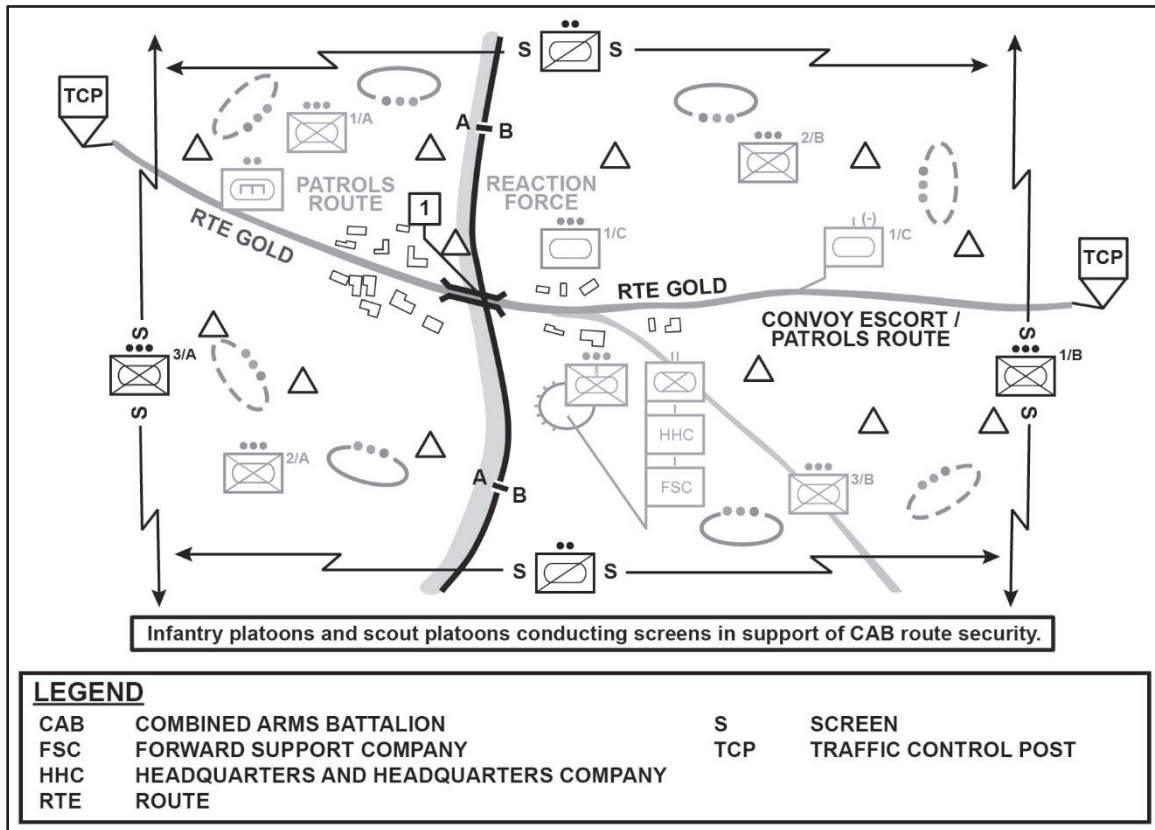 S S
TCP
1/A
2/B
A B
PATROLS
ROUTE
REACTION
FORCE
1
1/C
(-)
1/C
RTE GOLD
TCP
RTE GOLD
CONVOY ESCORT /
PATROLS ROUTE
S
3/A
S
S
1/B
S
HHC
2/A
FSC
3/B
A B
S S
Infantry platoons and scout platoons conducting screens in support of CAB route security.
LEGEND
CAB COMBINED ARMS BATTALION
FSC FORWARD SUPPORT COMPANY
HHC HEADQUARTERS AND HEADQUARTERS COMPANY
RTE ROUTE
S SCREEN
TCP TRAFFIC CONTROL POST